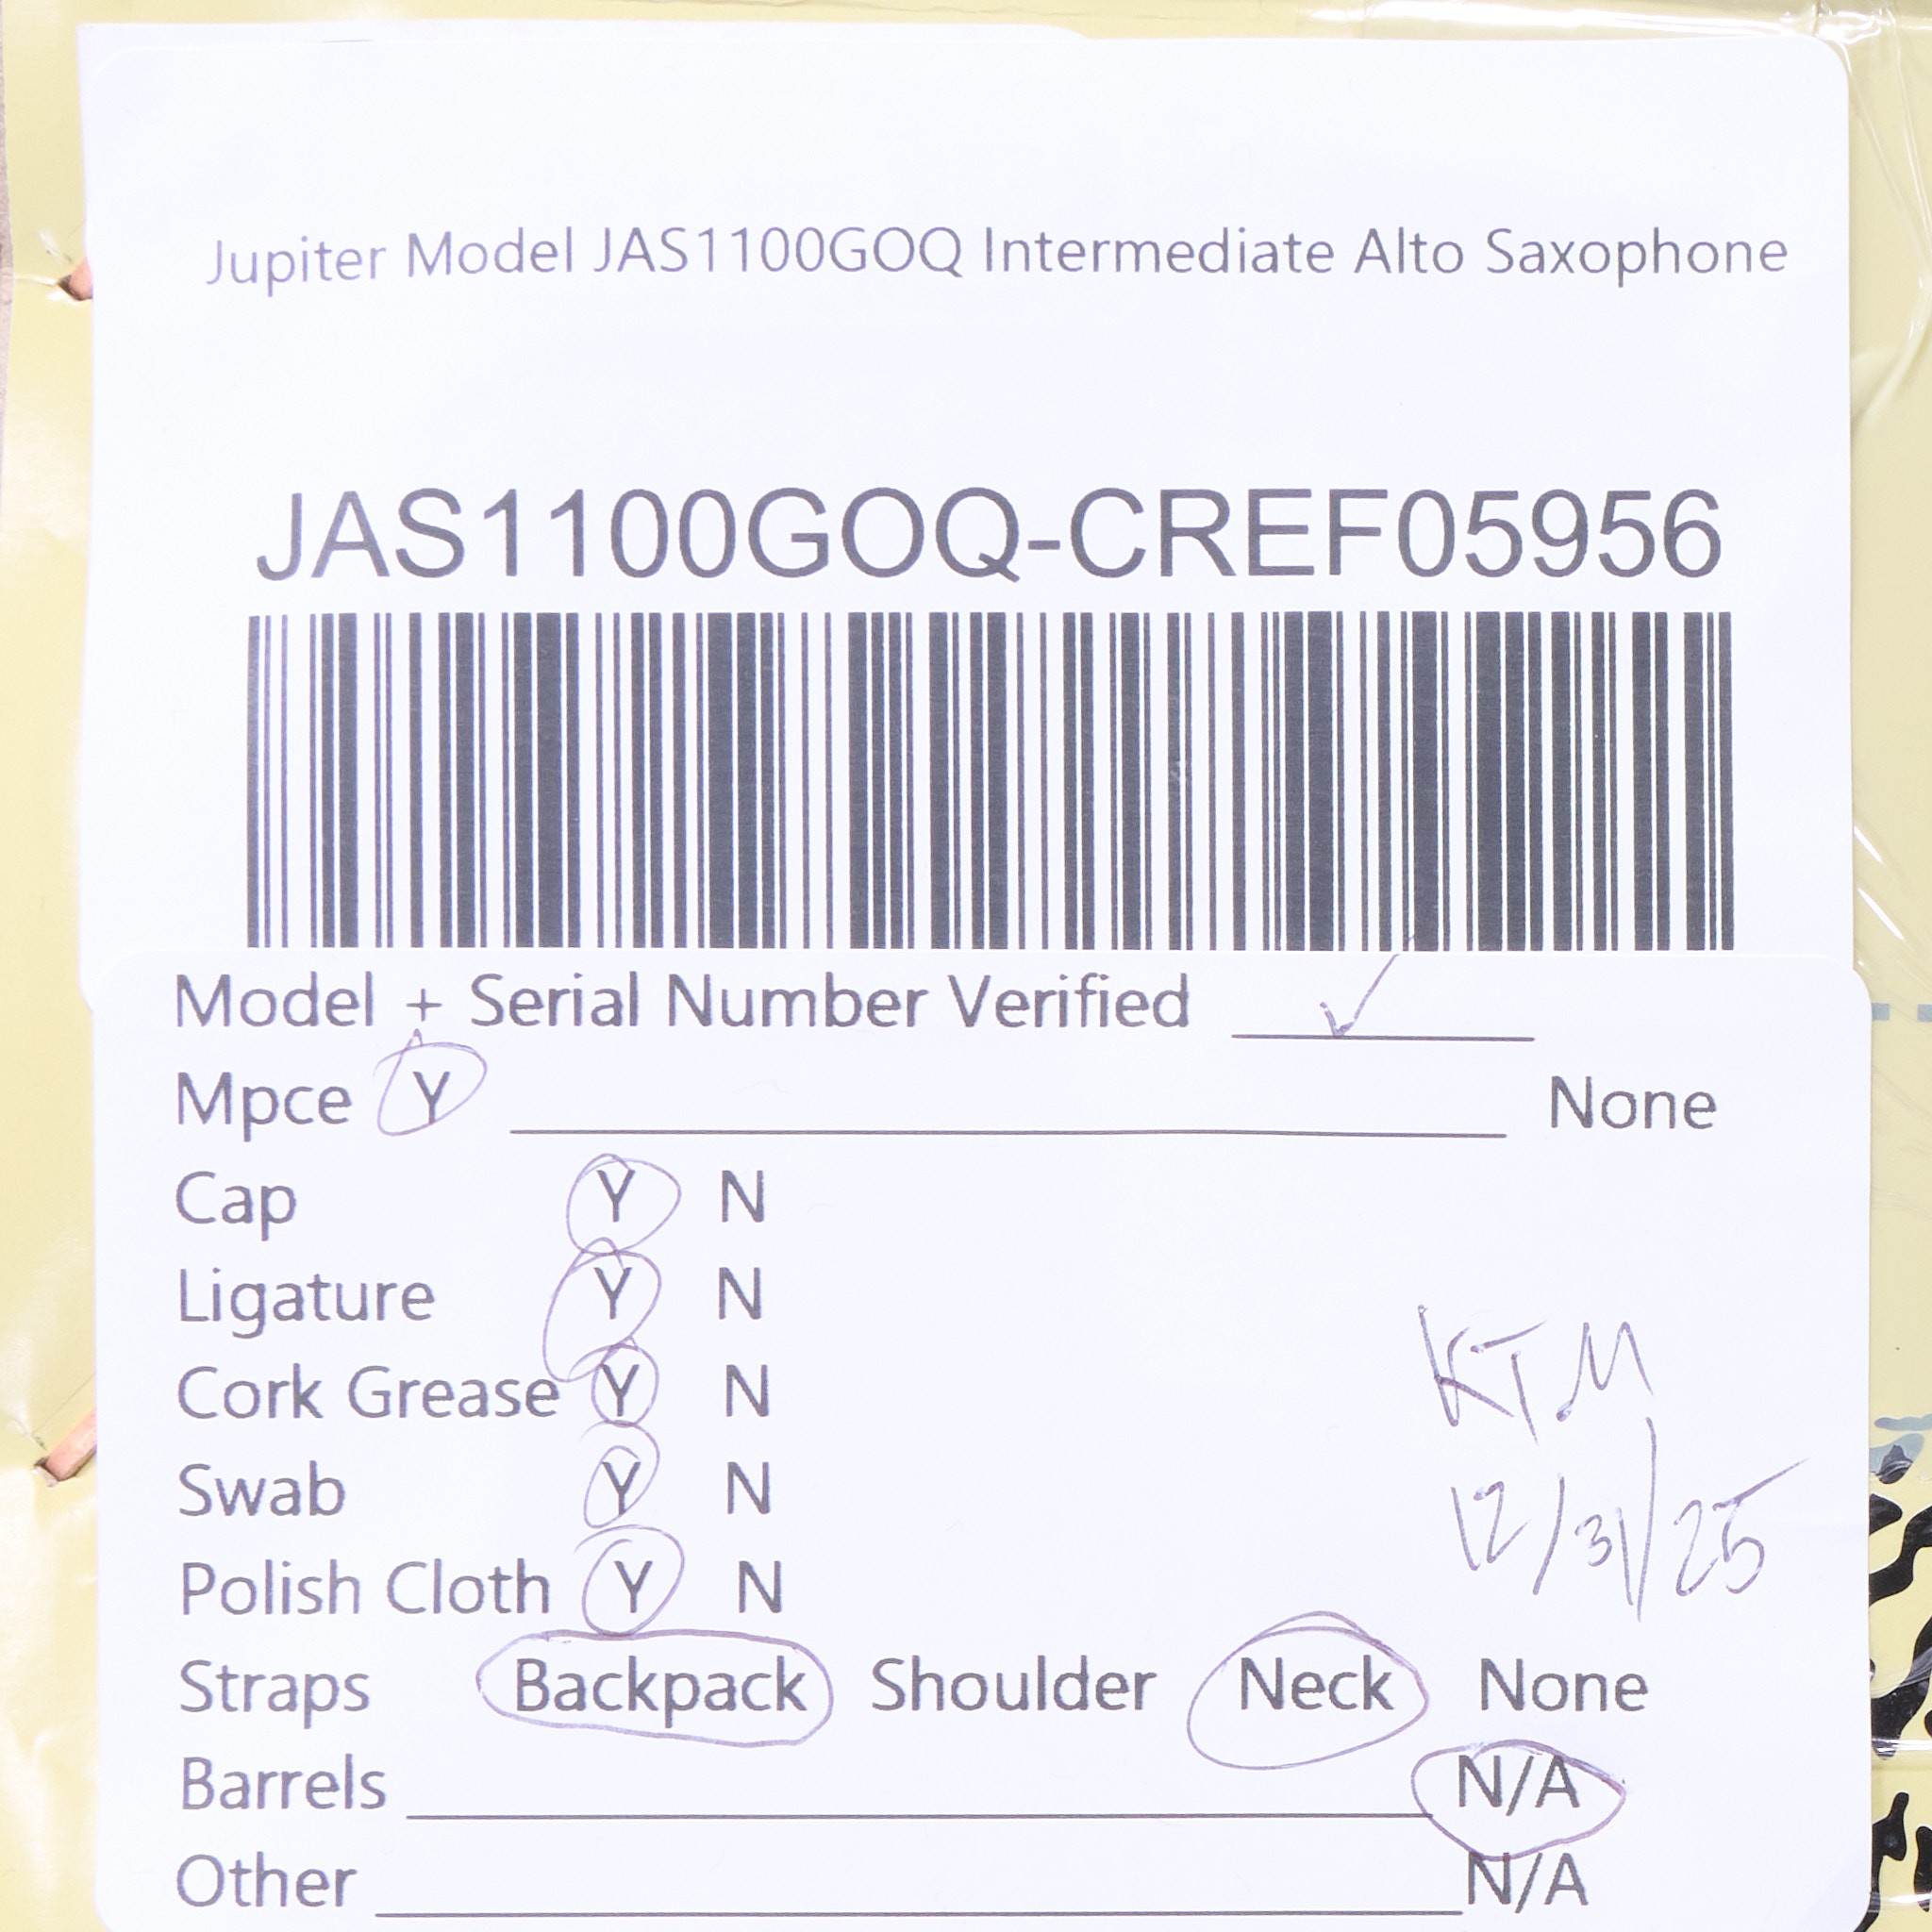 Jupiter Model JAS1100GOQ Intermediate Alto Saxophone
JAS1100GOQ-CREF05956
Model + Serial Number Verified ✓
Mpce Y None
Cap Y N
Ligature Y N
Cork Grease Y N
KTM
Swab Y N
12/31/25
Polish Cloth Y N
Straps Backpack Shoulder Neck None
Barrels N/A
Other N/A